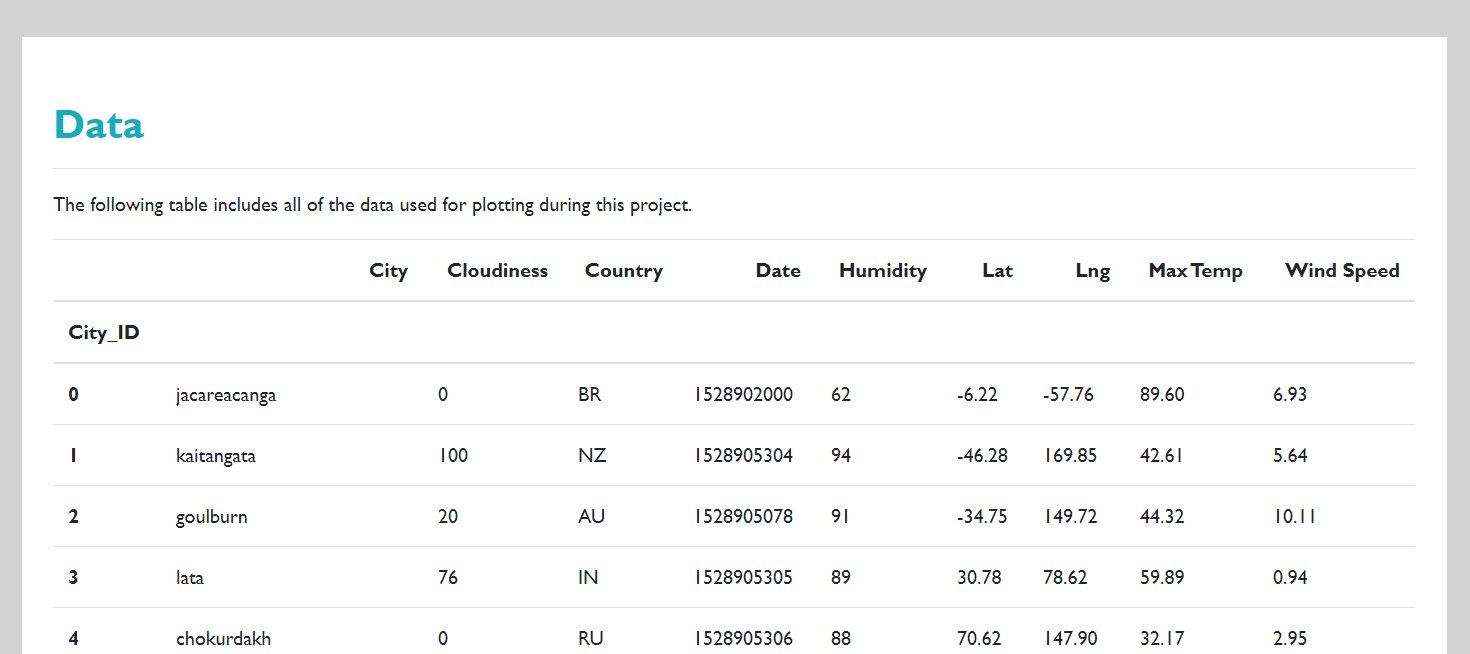 Data
The following table includes all of the data used for plotting during this project.
City Cloudiness Country Date Humidity Lat Lng Max Temp Wind Speed
City_ID
0 jacareacanga 0 BR 1528902000 62 -6.22 -57.76 89.60 6.93
1 kaitangata 100 NZ 1528905304 94 -46.28 169.85 42.61 5.64
2 goulburn 20 AU 1528905078 91 -34.75 149.72 44.32 10.11
3 lata 76 IN 1528905305 89 30.78 78.62 59.89 0.94
4 chokurdakh 0 RU 1528905306 88 70.62 147.90 32.17 2.95